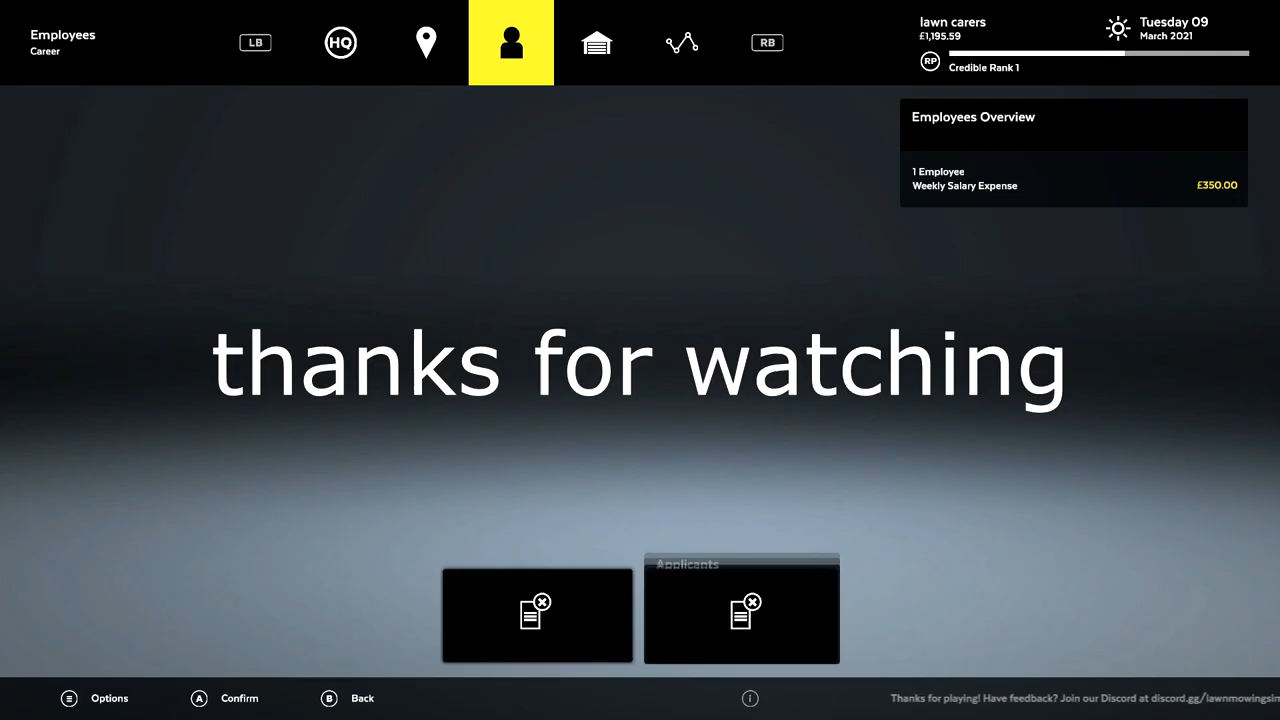 Employees
Career
LB
HQ
RB
lawn carers
£1,195.59
Tuesday 09
March 2021
RP
Credible Rank 1
Employees Overview
1 Employee
Weekly Salary Expense
£350.00
thanks for watching
Applicants
Options
A
Confirm
B
Back
i
Thanks for playing! Have feedback? Join our Discord at discord.gg/lawnmowingsim